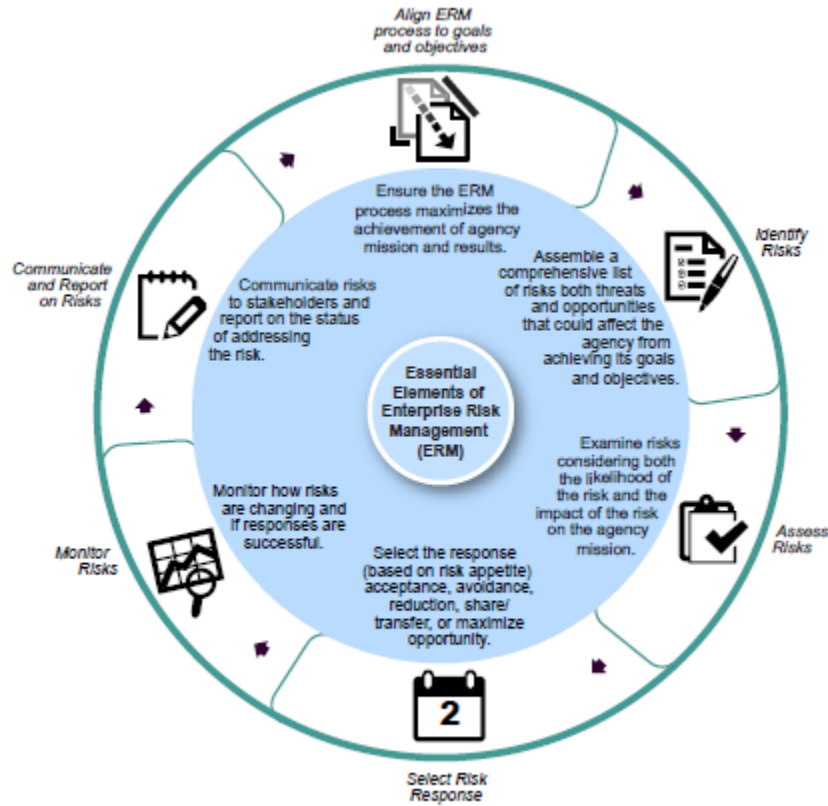 Align ERM
process to goals
and objectives
Ensure the ERM
process maximizes the
achievement of agency
mission and results.
Identify
Risks
Assemble a
comprehensive list
of risks both threats
and opportunities
that could affect the
agency from
achieving its goals
and objectives.
Assess
Risks
Examine risks
considering both
the likelihood of
the risk and the
impact of the risk
on the agency
mission.
Select the response
(based on risk appetite)
acceptance, avoidance,
reduction, share/
transfer, or maximize
opportunity.
2
Select Risk
Response
Monitor
Risks
Monitor how risks
are changing and
if responses are
successful.
Communicate
and Report
on Risks
Communicate risks
to stakeholders and
report on the status
of addressing
the risk.
Essential
Elements of
Enterprise Risk
Management
(ERM)